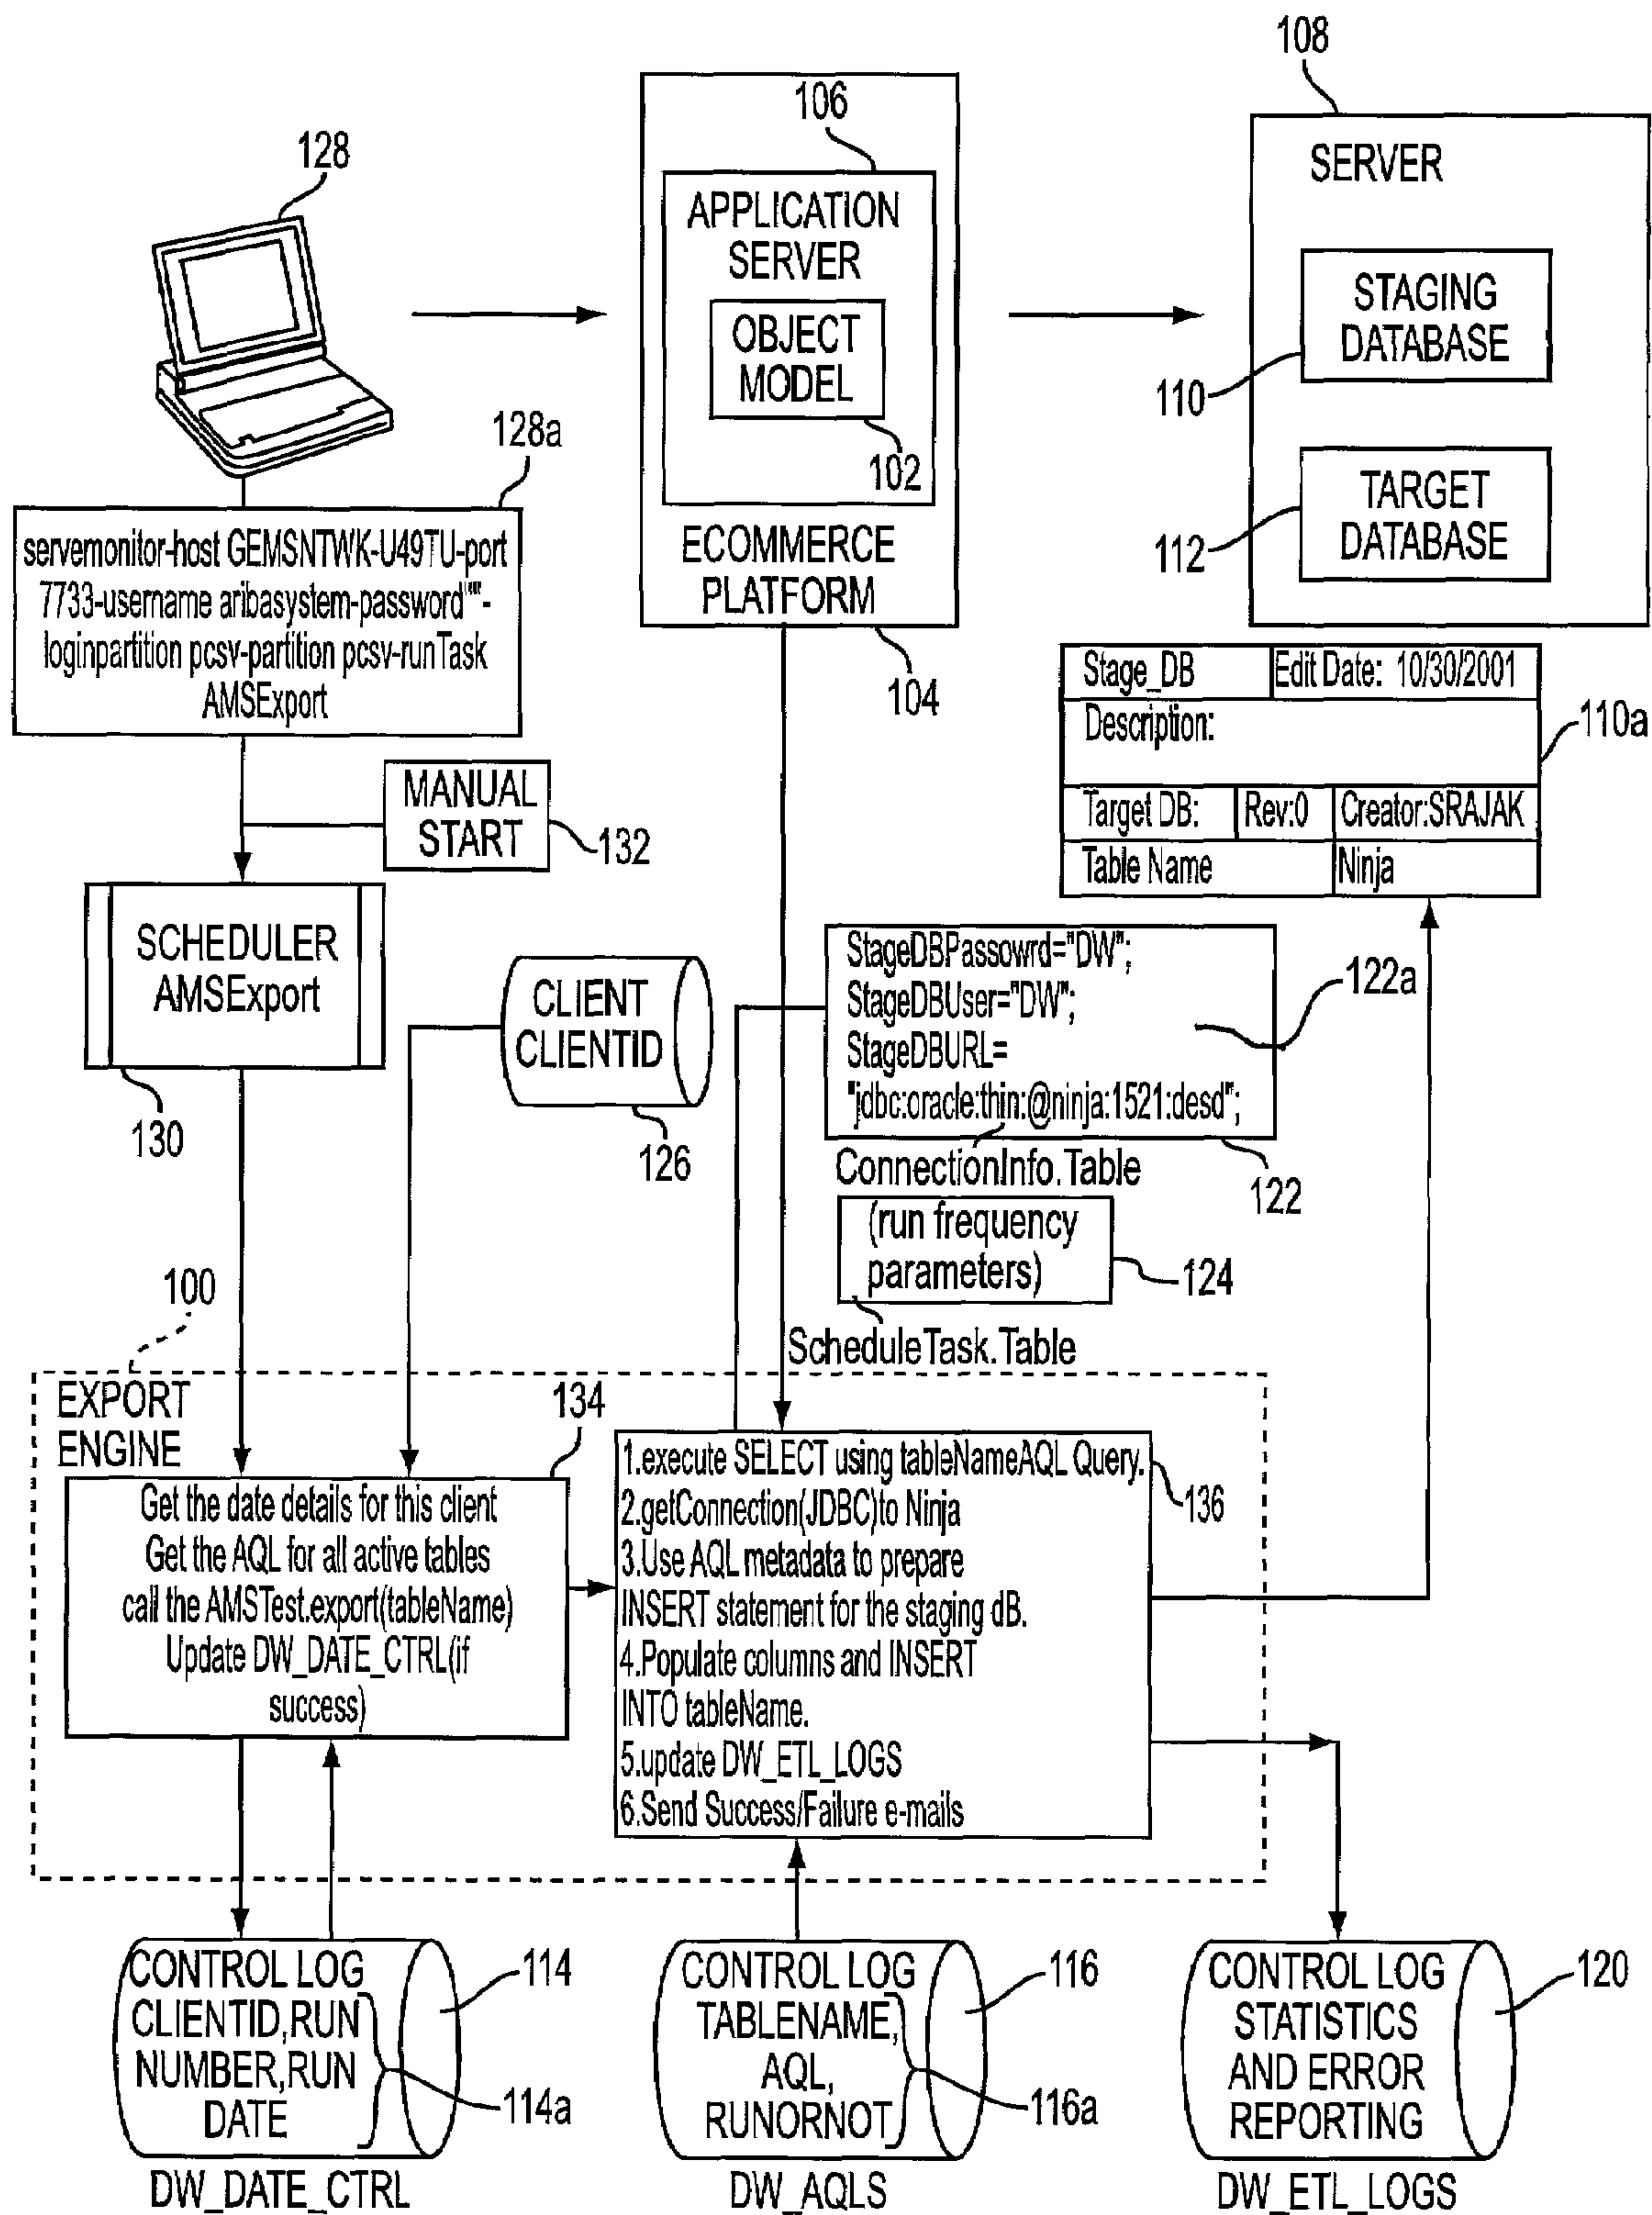 108
106
128
SERVER
APPLICATION
SERVER
STAGING
DATABASE
OBJECT
MODEL
110
128a
102
TARGET
DATABASE
112
servemonitor-host GEMSNTWK-U49TU-port
7733-username aribasystem-password""-
loginpartition pcsv-partition pcsv-runTask
AMSExport
ECOMMERCE
PLATFORM
104
Stage_DB
Edit Date: 10/30/2001
Description:
110a
Target DB:
Rev:0
Creator:SRAJAK
Table Name
Ninja
MANUAL
START
132
SCHEDULER
AMSExport
130
CLIENT
CLIENTID
126
StageDBPassowrd="DW";
StageDBUser="DW";
StageDBURL=
"jdbc:oracle:thin:@ninja:1521:desd";
122a
ConnectionInfo.Table
122
(run frequency
parameters)
124
ScheduleTask.Table
100
EXPORT
ENGINE
134
Get the date details for this client
Get the AQL for all active tables
call the AMSTest.export(tableName)
Update DW_DATE_CTRL(if
success)
1.execute SELECT using tableNameAQL Query.
2.getConnection(JDBC)to Ninja
3.Use AQL metadata to prepare
INSERT statement for the staging dB.
4.Populate columns and INSERT
INTO tableName.
5.update DW_ETL_LOGS
6.Send Success/Failure e-mails
136
CONTROL LOG
CLIENTID,RUN
NUMBER,RUN
DATE
114
114a
DW_DATE_CTRL
CONTROL LOG
TABLENAME,
AQL,
RUNORNOT
116
116a
DW_AQLS
CONTROL LOG
STATISTICS
AND ERROR
REPORTING
120
DW_ETL_LOGS